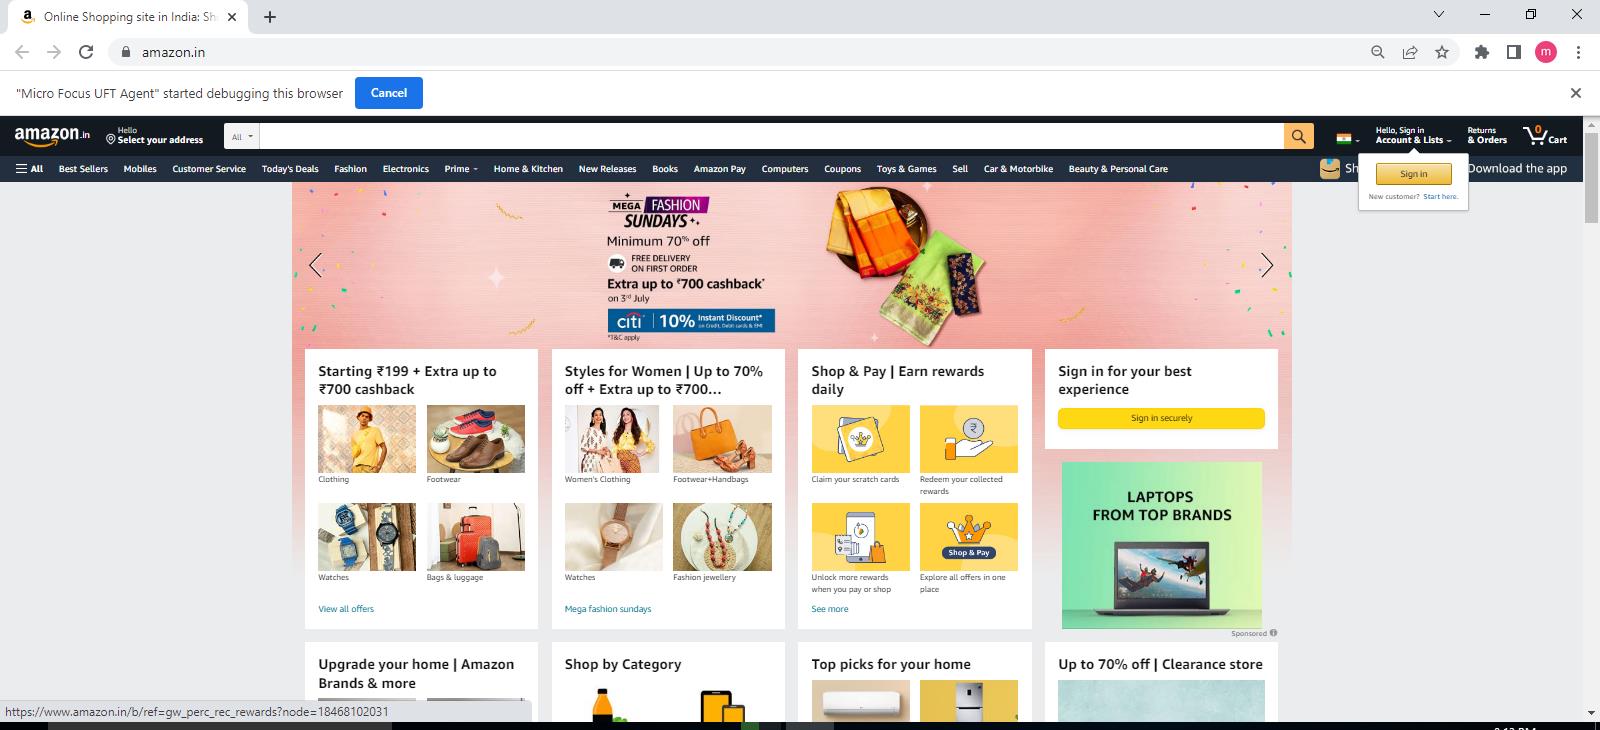 Online Shopping site in India: Sh
amazon.in
m
"Micro Focus UFT Agent" started debugging this browser
Cancel
amazon.in
Hello
Select your address
All
Hello, Sign in
Account & Lists
Returns
& Orders
0
Cart
All
Best Sellers
Mobiles
Customer Service
Today's Deals
Fashion
Electronics
Prime
Home & Kitchen
New Releases
Books
Amazon Pay
Computers
Coupons
Toys & Games
Sell
Car & Motorbike
Beauty & Personal Care
Sh
Download the app
Sign in
New customer? Start here.
MEGA FASHION
SUNDAYS
Minimum 70% off
FREE DELIVERY
ON FIRST ORDER
Extra up to ₹700 cashback*
on 3rd July
citi 10% Instant Discount*
on Credit, Debit cards & EMI
*T&C apply
Starting ₹199 + Extra up to
₹700 cashback
Clothing
Footwear
Watches
Bags & luggage
View all offers
Styles for Women | Up to 70%
off + Extra up to ₹700…
Women's Clothing
Footwear+Handbags
Watches
Fashion jewellery
Mega fashion sundays
Shop & Pay | Earn rewards
daily
Claim your scratch cards
Redeem your collected
rewards
Shop & Pay
Unlock more rewards
when you pay or shop
Explore all offers in one
place
See more
Sign in for your best
experience
Sign in securely
LAPTOPS
FROM TOP BRANDS
Sponsored
Upgrade your home | Amazon
Brands & more
Shop by Category
Top picks for your home
Up to 70% off | Clearance store
https://www.amazon.in/b/ref=gw_perc_rec_rewards?node=18468102031